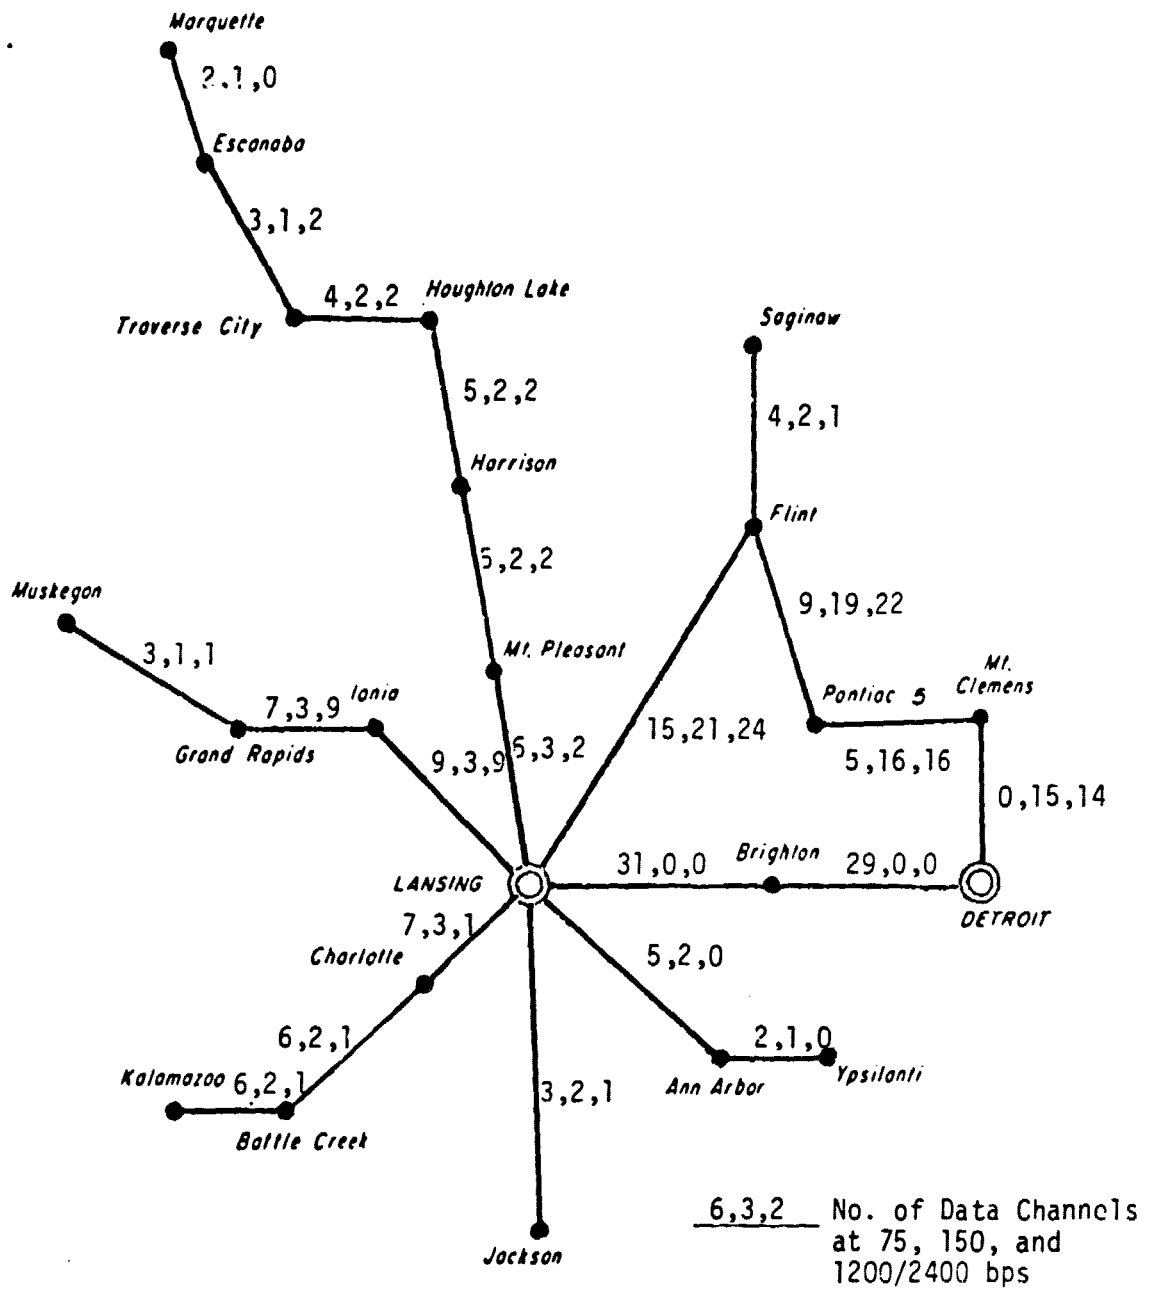 Marquette
2,1,0
Escanaba
3,1,2
4,2,2
Houghton Lake
Traverse City
Saginaw
5,2,2
4,2,1
Harrison
Flint
5,2,2
Muskegon
9,19,22
3,1,1
Mt. Pleasant
Mt.
Clemens
Ionia
7,3,9
Pontiac 5
Grand Rapids
15,21,24
9,3,9
6,3,2
5,16,16
0,15,14
Brighton
31,0,0
29,0,0
LANSING
DETROIT
7,3,1
Charlotte
5,2,0
6,2,1
2,1,0
Kalamazoo
6,2,1
Ypsilanti
Ann Arbor
3,2,1
Battle Creek
6,3,2
No. of Data Channels
at 75, 150, and
1200/2400 bps
Jackson